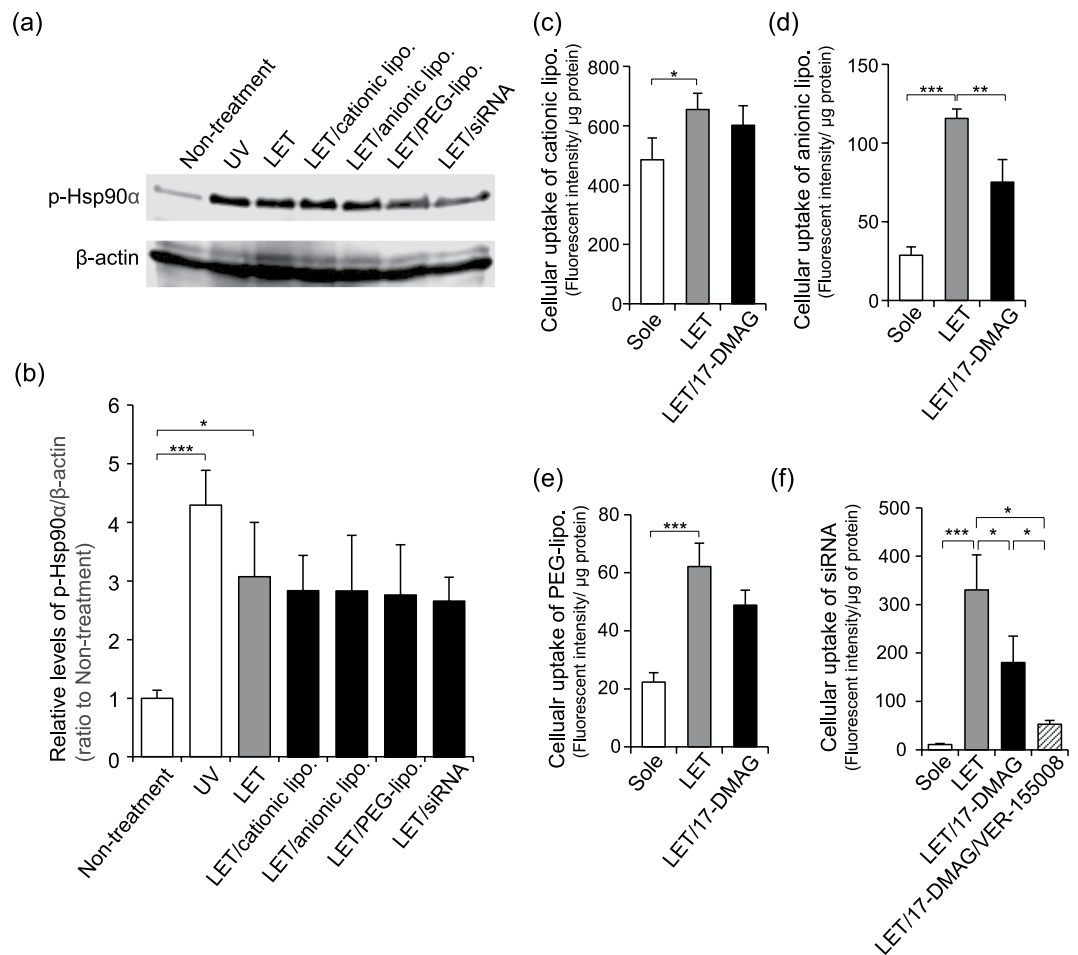 (a)
Non-treatment
UV
LET
LET/cationic lipo.
LET/anionic lipo.
LET/PEG-lipo.
LET/siRNA
p-Hsp90α
β-actin
(b)
Relative levels of p-Hsp90α/β-actin
(ratio to Non-treatment)
6
5
4
3
2
1
0
*
***
Non-treatment
UV
LET
LET/cationic lipo.
LET/anionic lipo.
LET/PEG-lipo.
LET/siRNA
(c)
Cellular uptake of cationic lipo.
(Fluorescent intensity/ μg protein)
800
600
400
200
0
*
Sole
LET
LET/17-DMAG
(d)
Cellular uptake of anionic lipo.
(Fluorescent intensity/ μg protein)
150
100
50
0
***
**
Sole
LET
LET/17-DMAG
(e)
Cellualr uptake of PEG-lipo.
(Fluorescent intensity/ μg protein)
80
60
40
20
0
***
Sole
LET
LET/17-DMAG
(f)
Cellular uptake of siRNA
(Fluorescent intensity/μg of protein)
500
400
300
200
100
0
*
***
*
*
Sole
LET
LET/17-DMAG
LET/17-DMAG/VER-155008